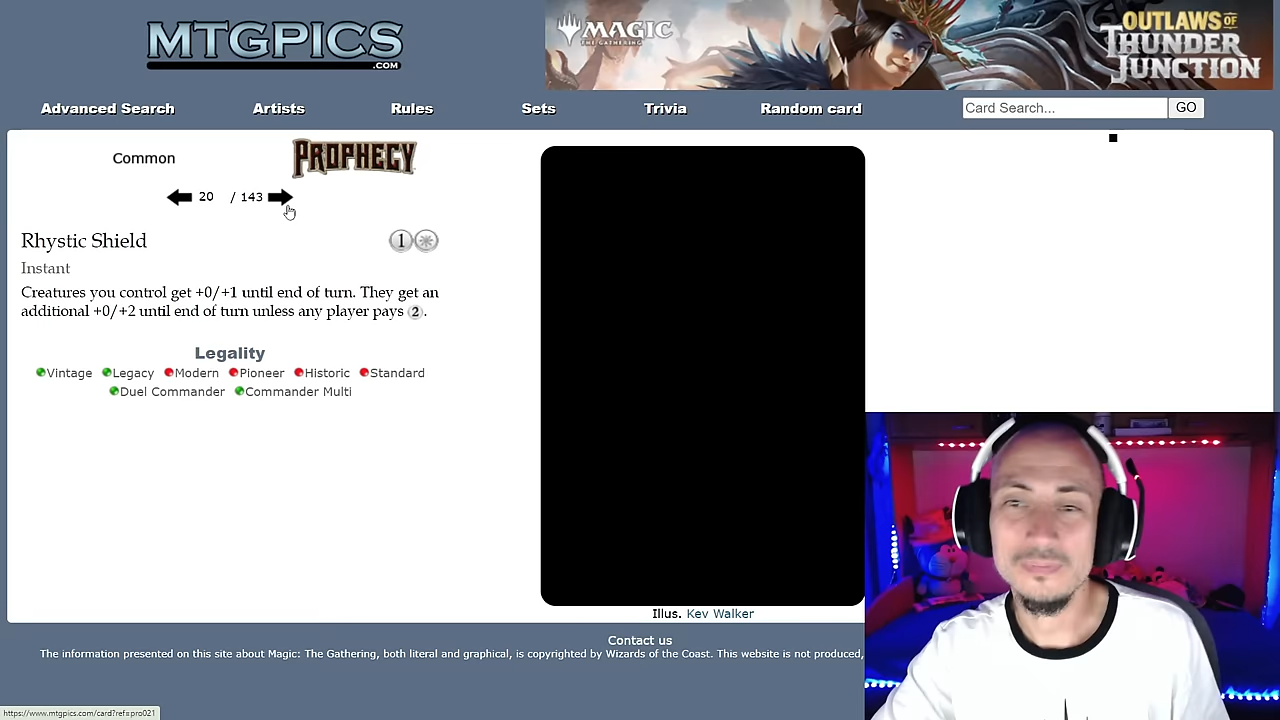 MTGPICS
.COM
MAGIC
THE GATHERING
OUTLAWS OF
THUNDER
JUNCTION
Advanced Search Artists Rules Sets Trivia Random card Card Search... GO
Common PROPHECY
20 / 143
Rhystic Shield 1
Instant
Creatures you control get +0/+1 until end of turn. They get an
additional +0/+2 until end of turn unless any player pays 2.
Legality
Vintage Legacy Modern Pioneer Historic Standard
Duel Commander Commander Multi
Illus. Kev Walker
Contact us
The information presented on this site about Magic: The Gathering, both literal and graphical, is copyrighted by Wizards of the Coast. This website is not produced,
https://www.mtgpics.com/card?ref=pro021